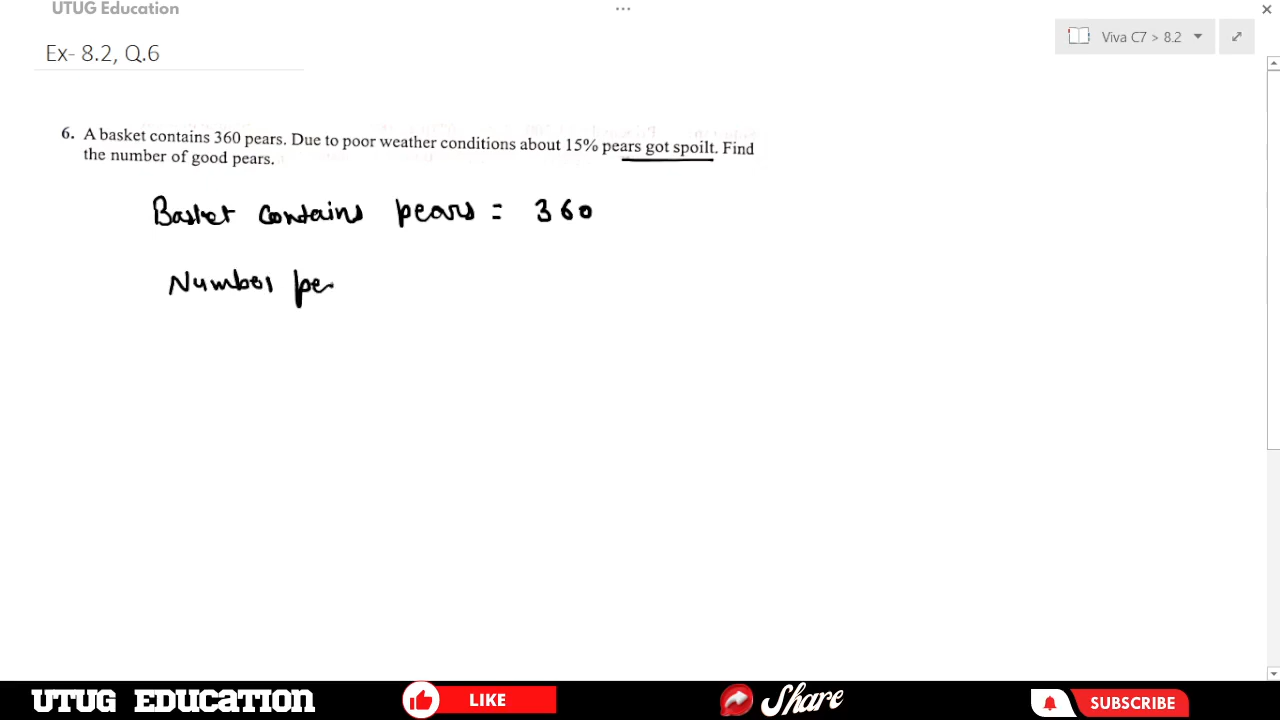 UTUG Education
...
Ex- 8.2, Q.6
Viva C7 > 8.2
6. A basket contains 360 pears. Due to poor weather conditions about 15% pears got spoilt. Find
the number of good pears.
Basket contains pears = 360
Number pe
UTUG EDUCATION LIKE Share SUBSCRIBE